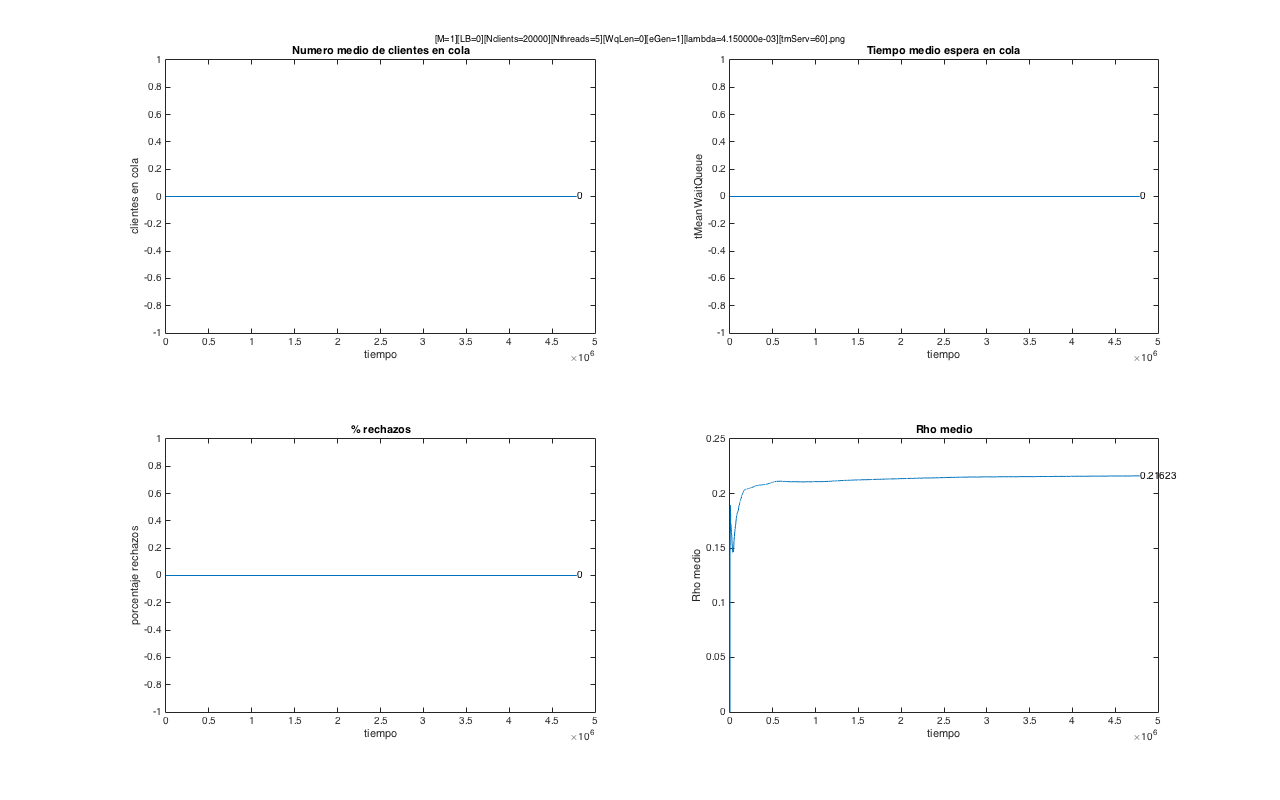 [M=1][LB=0][Nclients=20000][Nthreads=5][WqLen=0][eGen=1][lambda=4.150000e-03][tmServ=60].png
Numero medio de clientes en cola
1
0.8
0.6
0.4
0.2
0
-0.2
-0.4
-0.6
-0.8
-1
clientes en cola
0
0 0.5 1 1.5 2 2.5 3 3.5 4 4.5 5
tiempo
×10^6
Tiempo medio espera en cola
1
0.8
0.6
0.4
0.2
0
-0.2
-0.4
-0.6
-0.8
-1
tMeanWaitQueue
0
0 0.5 1 1.5 2 2.5 3 3.5 4 4.5 5
tiempo
×10^6
% rechazos
1
0.8
0.6
0.4
0.2
0
-0.2
-0.4
-0.6
-0.8
-1
porcentaje rechazos
0
0 0.5 1 1.5 2 2.5 3 3.5 4 4.5 5
tiempo
×10^6
Rho medio
0.25
0.2
0.15
0.1
0.05
0
Rho medio
0.21623
0 0.5 1 1.5 2 2.5 3 3.5 4 4.5 5
tiempo
×10^6